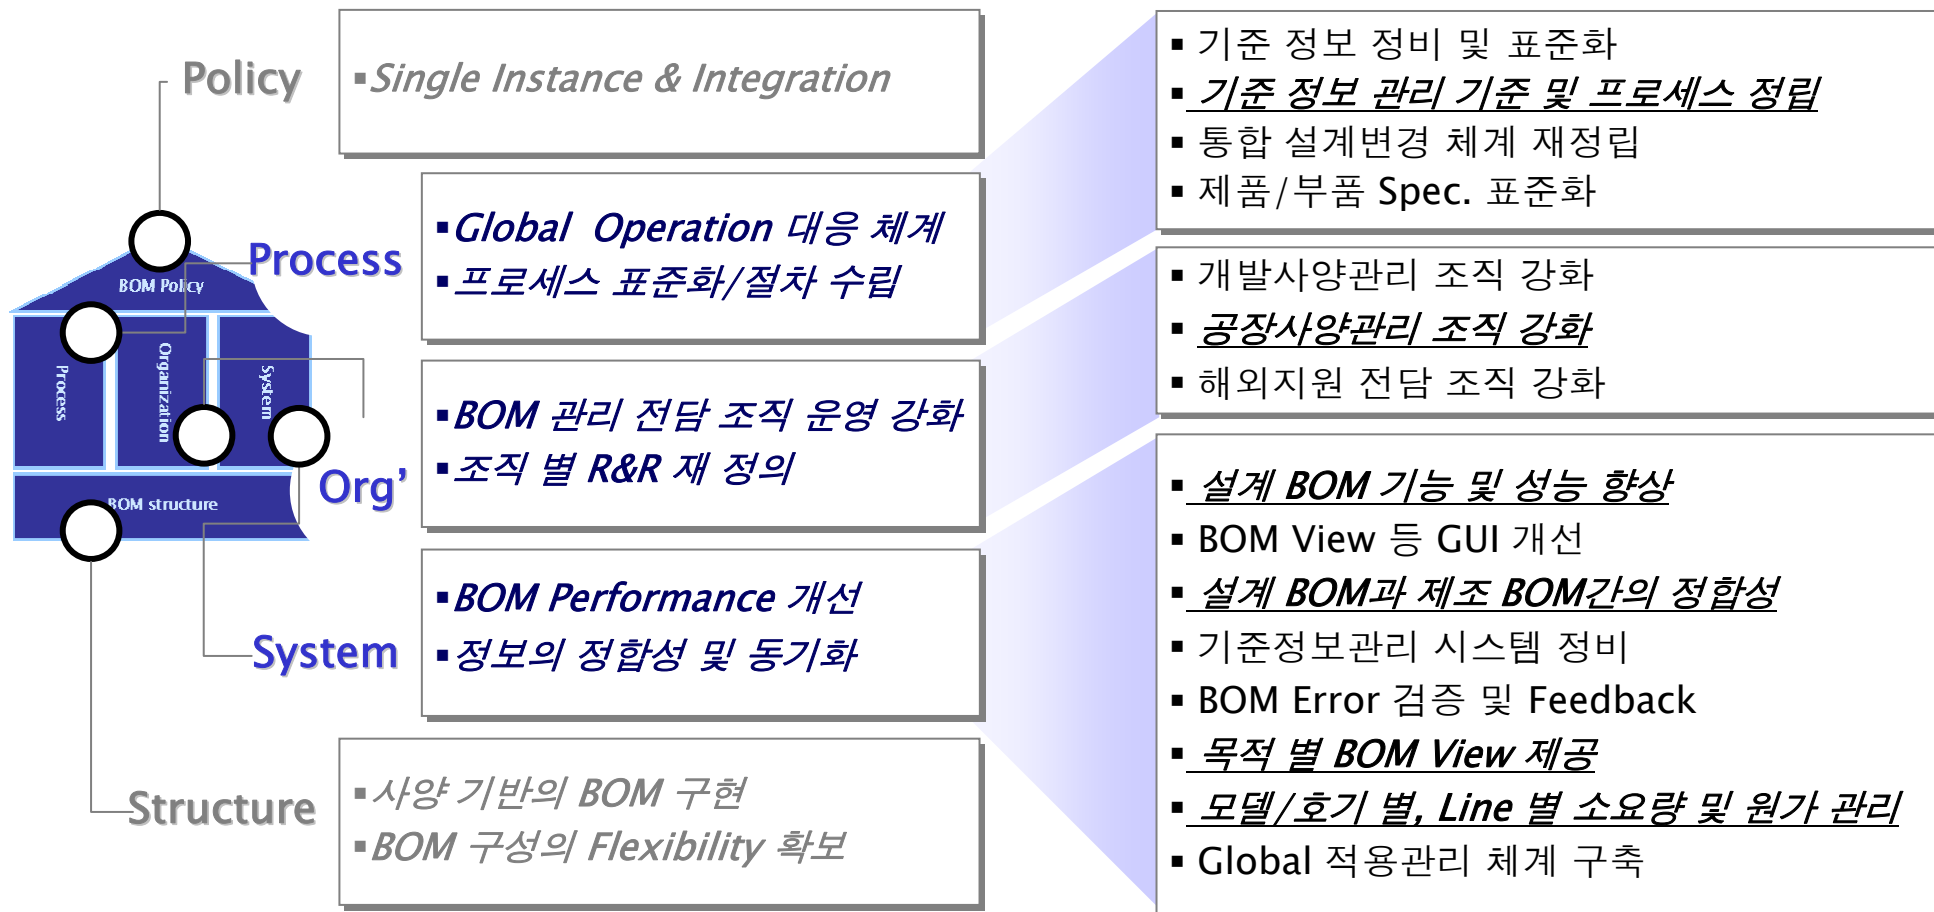 Policy
▪Single Instance & Integration
Process
▪Global Operation 대응 체계
▪프로세스 표준화/절차 수립
Org’
▪BOM 관리 전담 조직 운영 강화
▪조직 별 R&R 재 정의
System
▪BOM Performance 개선
▪정보의 정합성 및 동기화
Structure
▪사양 기반의 BOM 구현
▪BOM 구성의 Flexibility 확보
BOM Policy
Process
Organization
System
BOM structure
▪ 기준 정보 정비 및 표준화
▪ 기준 정보 관리 기준 및 프로세스 정립
▪ 통합 설계변경 체계 재정립
▪ 제품/부품 Spec. 표준화
▪ 개발사양관리 조직 강화
▪ 공장사양관리 조직 강화
▪ 해외지원 전담 조직 강화
▪ 설계 BOM 기능 및 성능 향상
▪ BOM View 등 GUI 개선
▪ 설계 BOM과 제조 BOM간의 정합성
▪ 기준정보관리 시스템 정비
▪ BOM Error 검증 및 Feedback
▪ 목적 별 BOM View 제공
▪ 모델/호기 별, Line 별 소요량 및 원가 관리
▪ Global 적용관리 체계 구축